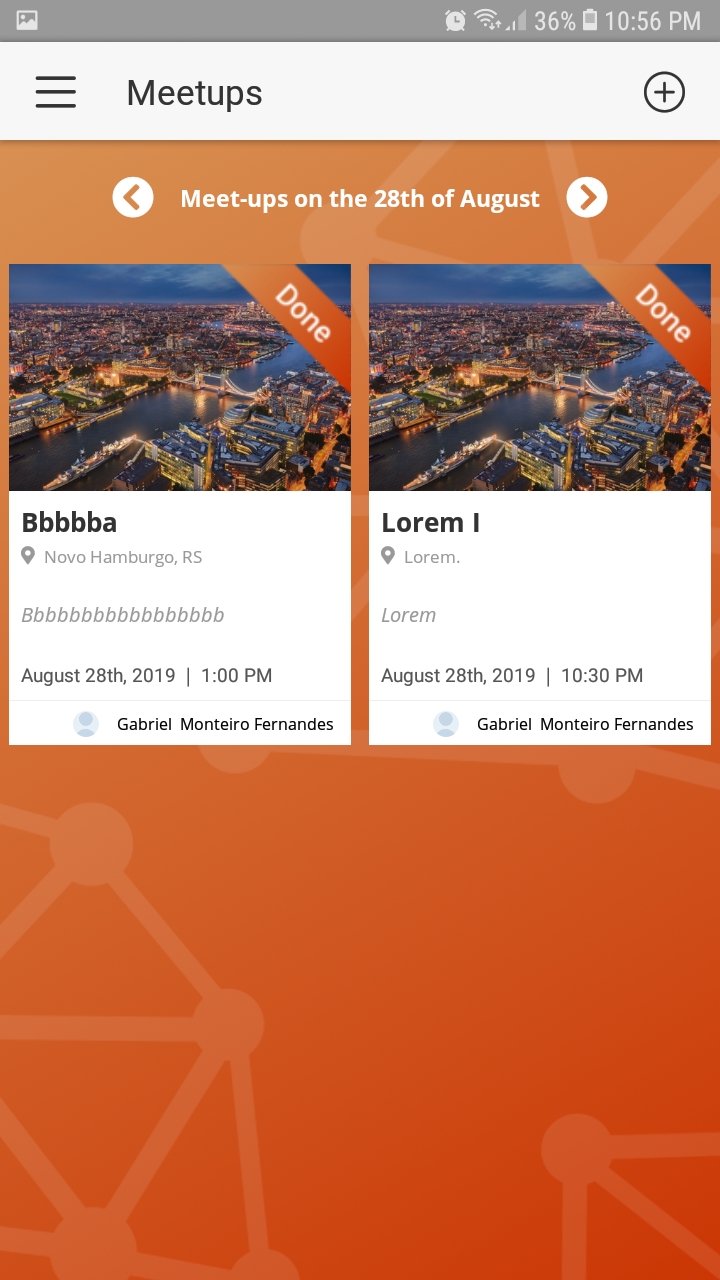 36% 10:56 PM
Meetups
Meet-ups on the 28th of August
Done
Bbbbba
Novo Hamburgo, RS
Bbbbbbbbbbbbbbbbb
August 28th, 2019 | 1:00 PM
Gabriel Monteiro Fernandes
Done
Lorem I
Lorem.
Lorem
August 28th, 2019 | 10:30 PM
Gabriel Monteiro Fernandes